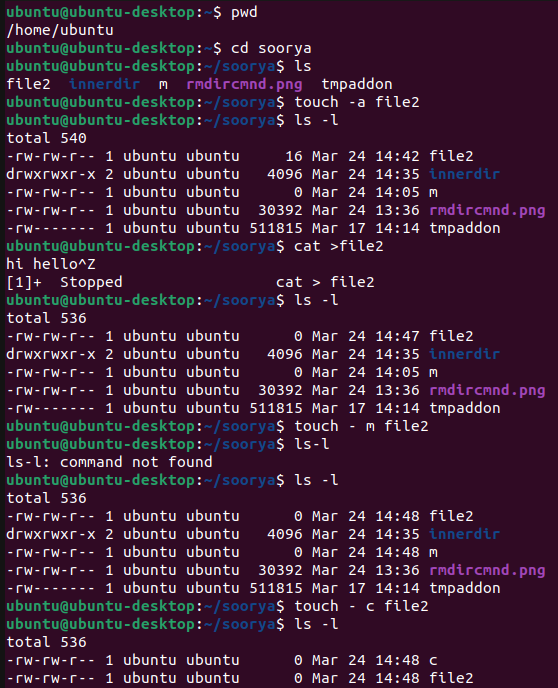 ubuntu@ubuntu-desktop:~$ pwd
/home/ubuntu
ubuntu@ubuntu-desktop:~$ cd soorya
ubuntu@ubuntu-desktop:~/soorya$ ls
file2  innerdir  m  rmdircmnd.png  tmpaddon
ubuntu@ubuntu-desktop:~/soorya$ touch -a file2
ubuntu@ubuntu-desktop:~/soorya$ ls -l
total 540
-rw-rw-r-- 1 ubuntu ubuntu     16 Mar 24 14:42 file2
drwxrwxr-x 2 ubuntu ubuntu   4096 Mar 24 14:35 innerdir
-rw-rw-r-- 1 ubuntu ubuntu      0 Mar 24 14:05 m
-rw-rw-r-- 1 ubuntu ubuntu  30392 Mar 24 13:36 rmdircmnd.png
-rw------- 1 ubuntu ubuntu 511815 Mar 17 14:14 tmpaddon
ubuntu@ubuntu-desktop:~/soorya$ cat >file2
hi hello^Z
[1]+  Stopped                 cat > file2
ubuntu@ubuntu-desktop:~/soorya$ ls -l
total 536
-rw-rw-r-- 1 ubuntu ubuntu      0 Mar 24 14:47 file2
drwxrwxr-x 2 ubuntu ubuntu   4096 Mar 24 14:35 innerdir
-rw-rw-r-- 1 ubuntu ubuntu      0 Mar 24 14:05 m
-rw-rw-r-- 1 ubuntu ubuntu  30392 Mar 24 13:36 rmdircmnd.png
-rw------- 1 ubuntu ubuntu 511815 Mar 17 14:14 tmpaddon
ubuntu@ubuntu-desktop:~/soorya$ touch - m file2
ubuntu@ubuntu-desktop:~/soorya$ ls-l
ls-l: command not found
ubuntu@ubuntu-desktop:~/soorya$ ls -l
total 536
-rw-rw-r-- 1 ubuntu ubuntu      0 Mar 24 14:48 file2
drwxrwxr-x 2 ubuntu ubuntu   4096 Mar 24 14:35 innerdir
-rw-rw-r-- 1 ubuntu ubuntu      0 Mar 24 14:48 m
-rw-rw-r-- 1 ubuntu ubuntu  30392 Mar 24 13:36 rmdircmnd.png
-rw------- 1 ubuntu ubuntu 511815 Mar 17 14:14 tmpaddon
ubuntu@ubuntu-desktop:~/soorya$ touch - c file2
ubuntu@ubuntu-desktop:~/soorya$ ls -l
total 536
-rw-rw-r-- 1 ubuntu ubuntu      0 Mar 24 14:48 c
-rw-rw-r-- 1 ubuntu ubuntu      0 Mar 24 14:48 file2